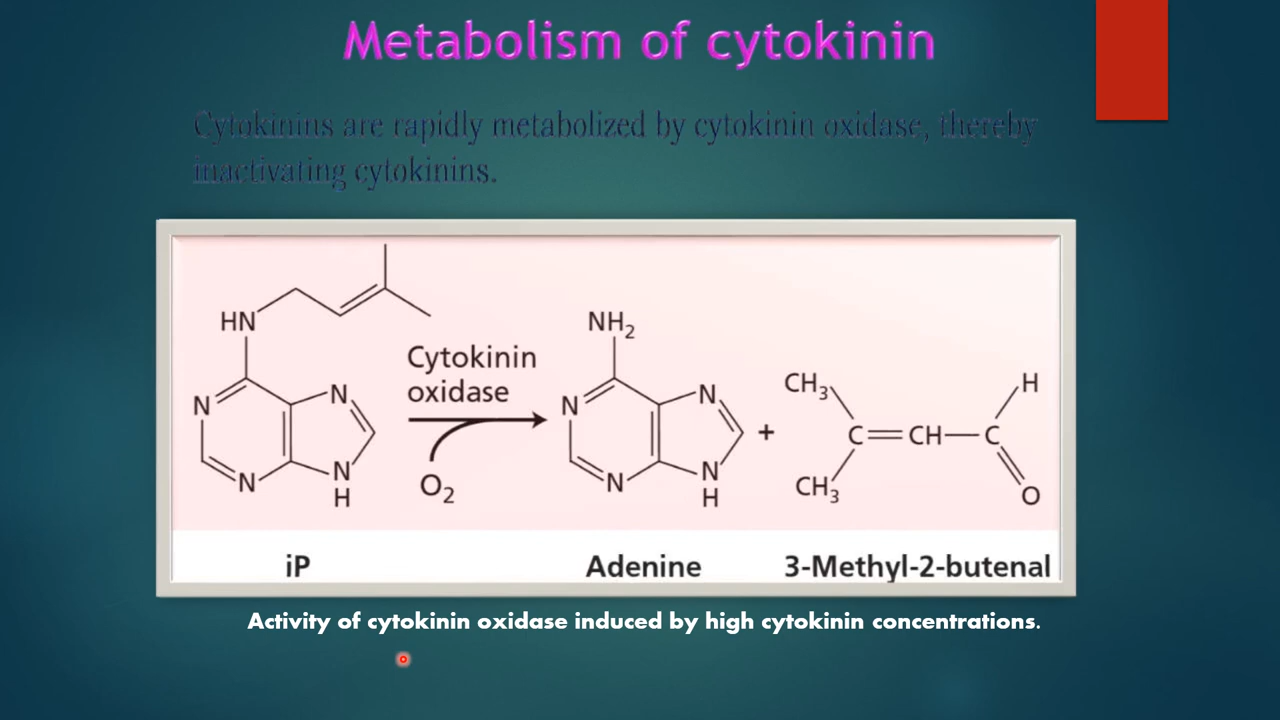 Metabolism of cytokinin
Cytokinins are rapidly metabolized by cytokinin oxidase, thereby
inactivating cytokinins.
HN
N
N
N
N
H
Cytokinin
oxidase
O2
NH2
N
N
N
N
H
+
CH3
CH3
C
CH
C
H
O
iP
Adenine
3-Methyl-2-butenal
Activity of cytokinin oxidase induced by high cytokinin concentrations.